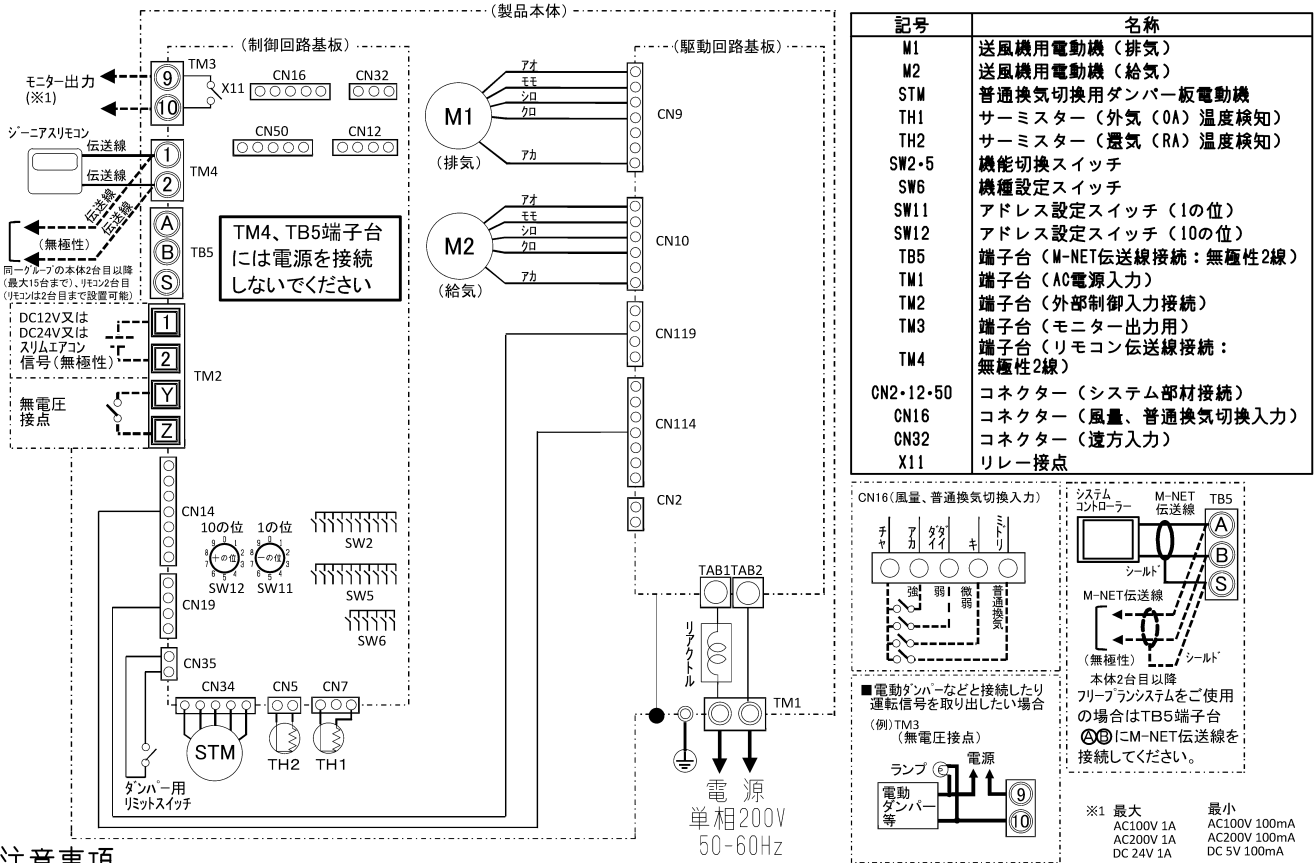 (製品本体)
(制御回路基板)
(駆動回路基板)
モニター出力
(※1)
9
10
TM3
X11
CN16
CN32
CN50
CN12
ジーニアスリモコン
伝送線
伝送線
1
2
TM4
伝送線
伝送線
(無極性)
同一グループの本体2台目以降
(最大15台まで)、リモコン2台目
(リモコンは2台目まで設置可能)
A
B
S
TB5
TM4、TB5端子台
には電源を接続
しないでください
DC12V又は
DC24V又は
スリムエアコン
信号(無極性)
1
2
TM2
無電圧
接点
Y
Z
CN14
10の位
1の位
9 0 1 2 3 4 5 6 7 8
十の位
SW12
9 0 1 2 3 4 5 6 7 8
一の位
SW11
SW2
SW5
SW6
CN19
CN35
CN34
CN5
CN7
STM
TH2
TH1
ダンパー用
リミットスイッチ
M1
(排気)
アオ
モモ
シロ
クロ
アカ
CN9
M2
(給気)
アオ
モモ
シロ
クロ
アカ
CN10
CN119
CN114
CN2
TAB1TAB2
リアクトル
TM1
電 源
単相200V
50-60Hz
記号 名称
M1 送風機用電動機(排気)
M2 送風機用電動機(給気)
STM 普通換気切換用ダンパー板電動機
TH1 サーミスター(外気(OA)温度検知)
TH2 サーミスター(還気(RA)温度検知)
SW2・5 機能切換スイッチ
SW6 機種設定スイッチ
SW11 アドレス設定スイッチ(1の位)
SW12 アドレス設定スイッチ(10の位)
TB5 端子台(M-NET伝送線接続:無極性2線)
TM1 端子台(AC電源入力)
TM2 端子台(外部制御入力接続)
TM3 端子台(モニター出力用)
TM4 端子台(リモコン伝送線接続:
無極性2線)
CN2・12・50 コネクター(システム部材接続)
CN16 コネクター(風量、普通換気切換入力)
CN32 コネクター(遠方入力)
X11 リレー接点
CN16(風量、普通換気切換入力)
チャ
アカ
ダイダイ
キ
ミドリ
強
弱
微弱
普通換気
■電動ダンパーなどと接続したり
運転信号を取り出したい場合
(例)TM3
(無電圧接点)
ランプ
電源
電動
ダンパー
等
9
10
システム
コントローラー
M-NET
伝送線
TB5
A
B
S
シールド
M-NET伝送線
(無極性)
シールド
本体2台目以降
フリープランシステムをご使用
の場合はTB5端子台
ⒶⒷにM-NET伝送線を
接続してください。
※1 最大 最小
AC100V 1A AC100V 100mA
AC200V 1A AC200V 100mA
DC 24V 1A DC 5V 100mA
注意事項